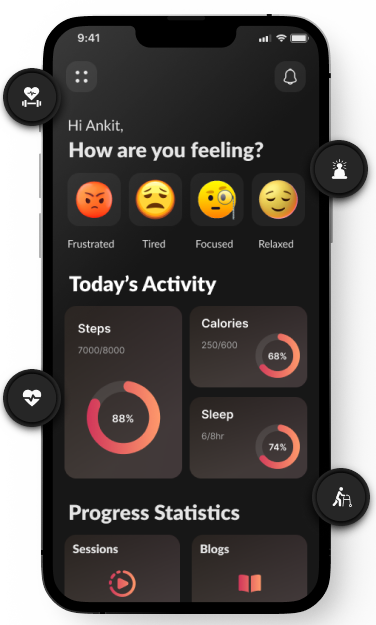 9:41
Hi Ankit,
How are you feeling?
Frustrated
Tired
Focused
Relaxed
Today's Activity
Steps
7000/8000
88%
Calories
250/600
68%
Sleep
6/8hr
74%
Progress Statistics
Sessions
Blogs